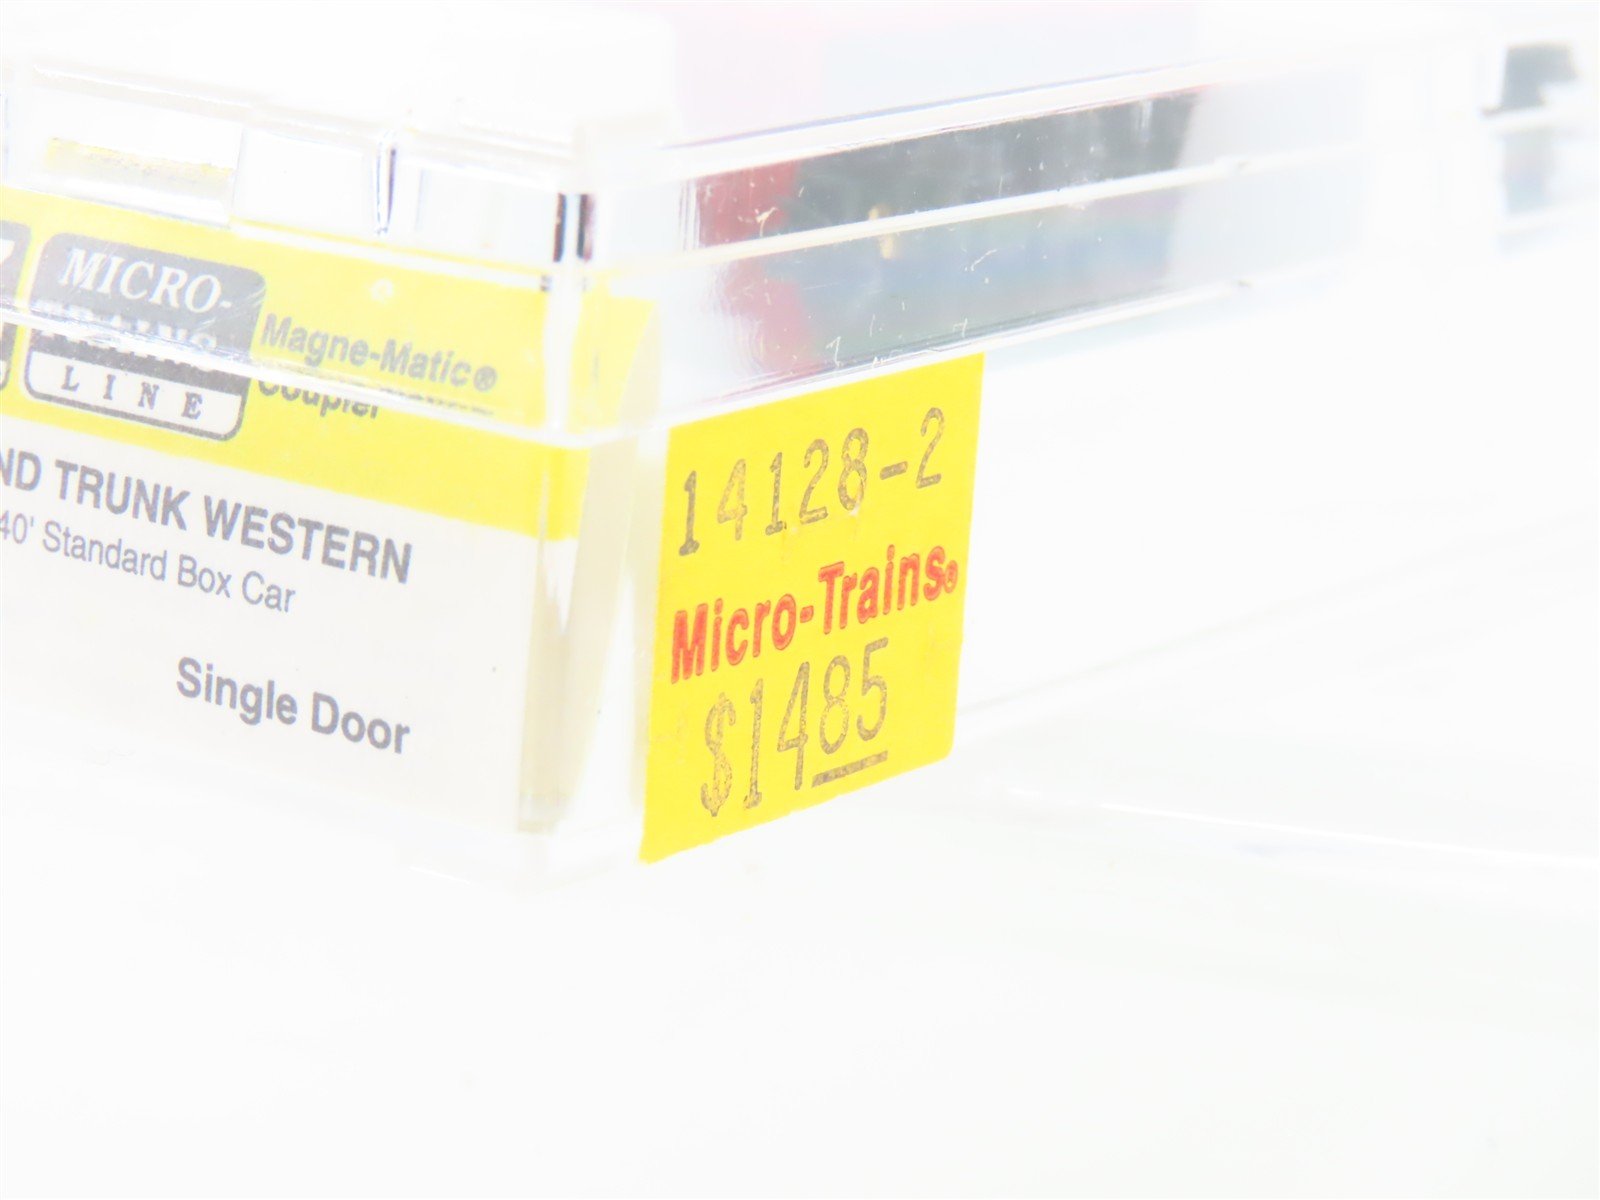 MICRO-
TRAINS
LINE
Magne-Matic®
Coupler
ND TRUNK WESTERN
40' Standard Box Car
Single Door
14128-2
Micro-Trains®
$1485